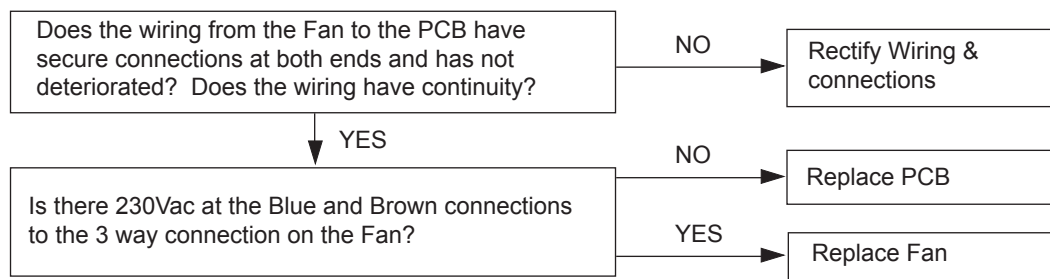 Does the wiring from the Fan to the PCB have
secure connections at both ends and has not
deteriorated?  Does the wiring have continuity?
NO
Rectify Wiring &
connections
YES
Is there 230Vac at the Blue and Brown connections
to the 3 way connection on the Fan?
NO
Replace PCB
YES
Replace Fan